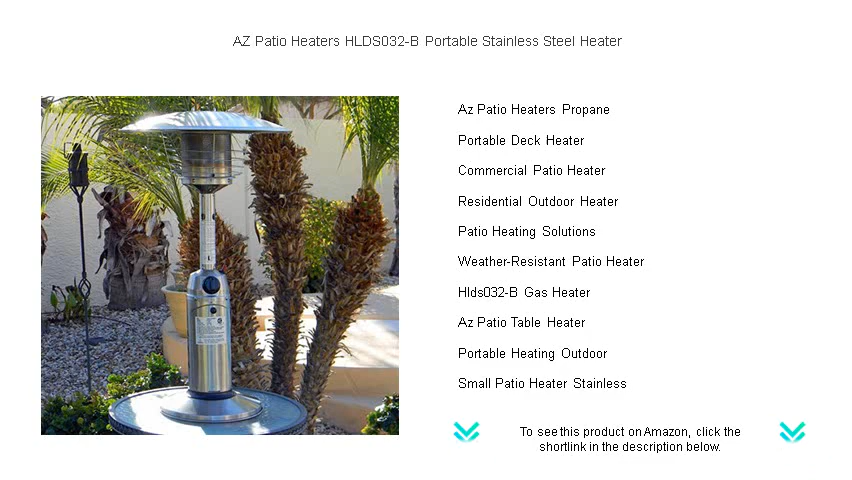 AZ Patio Heaters HLDS032-B Portable Stainless Steel Heater
Az Patio Heaters Propane
Portable Deck Heater
Commercial Patio Heater
Residential Outdoor Heater
Patio Heating Solutions
Weather-Resistant Patio Heater
Hlds032-B Gas Heater
Az Patio Table Heater
Portable Heating Outdoor
Small Patio Heater Stainless
To see this product on Amazon, click the
shortlink in the description below.